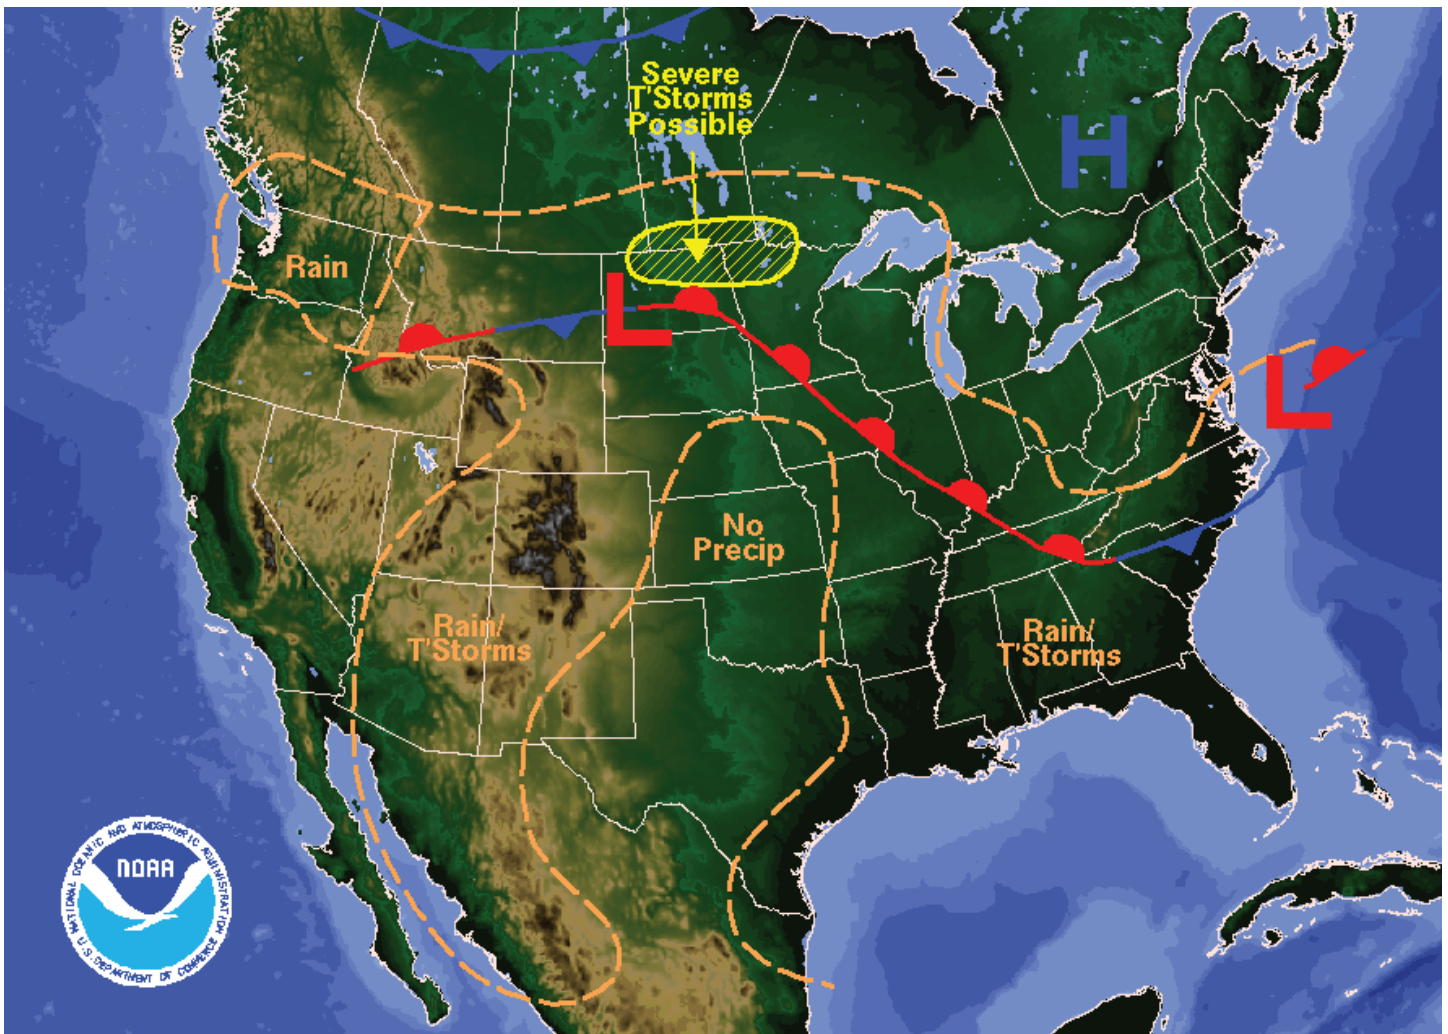 Severe
T'Storms
Possible
H
Rain
L
L
No
Precip
Rain/
T'Storms
Rain/
T'Storms
NATIONAL OCEANIC AND ATMOSPHERIC ADMINISTRATION
NOAA
U.S. DEPARTMENT OF COMMERCE